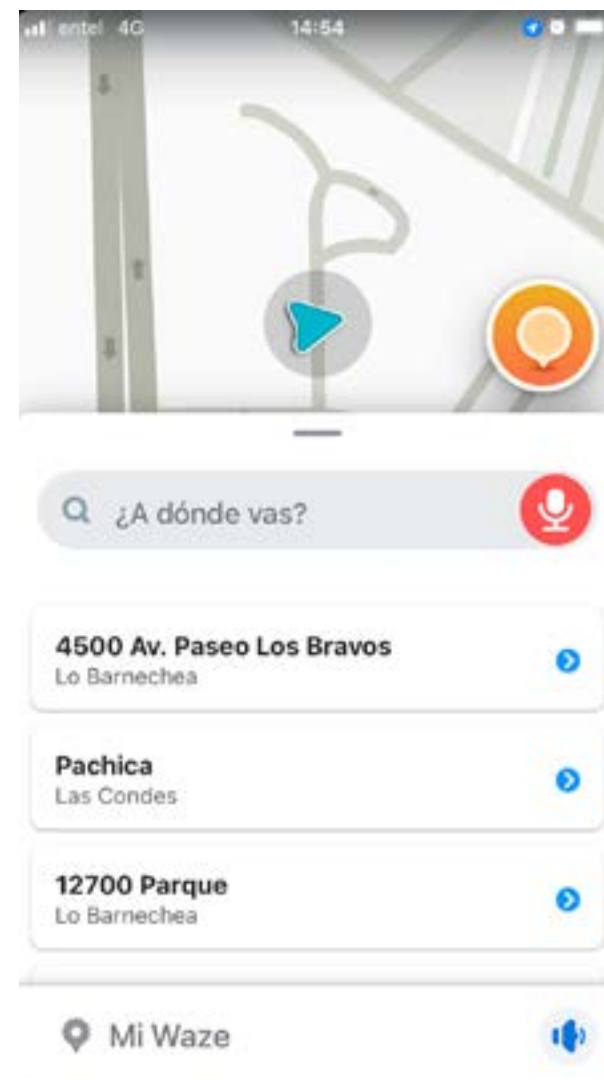 entel 4G 14:54
¿A dónde vas?
4500 Av. Paseo Los Bravos
Lo Barnechea
Pachica
Las Condes
12700 Parque
Lo Barnechea
Mi Waze